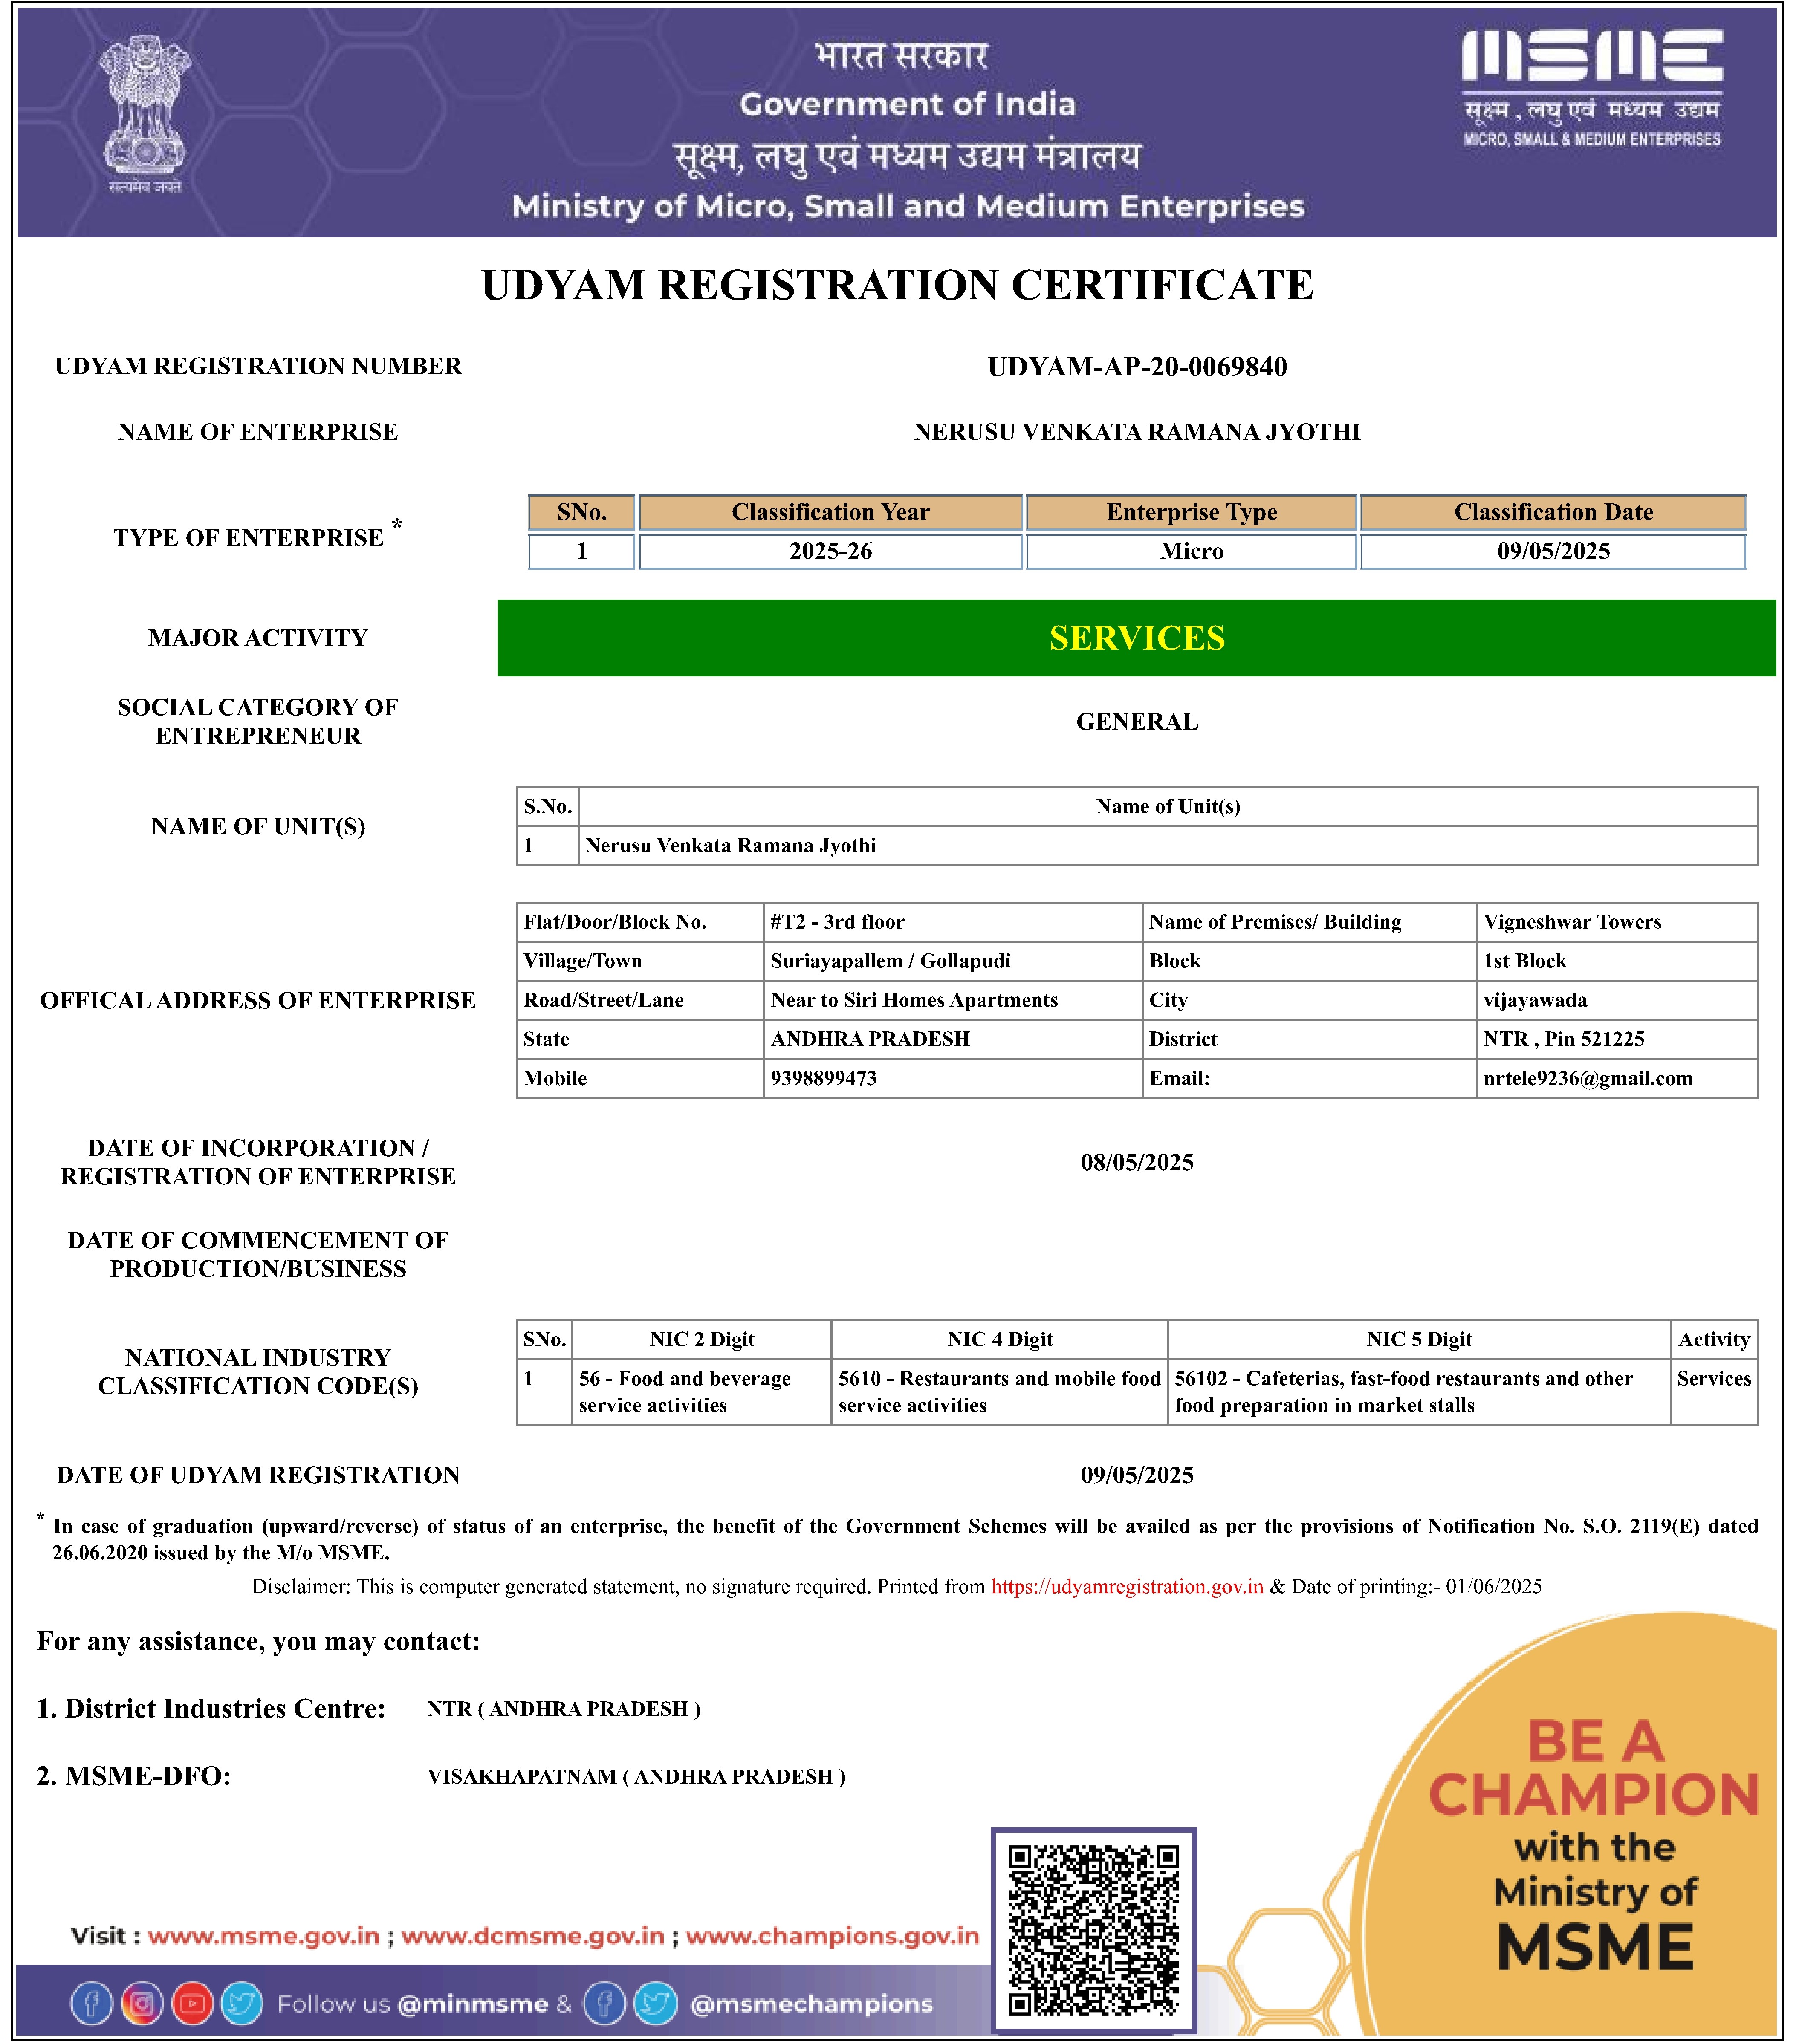 भारत सरकार
Government of India
सूक्ष्म, लघु एवं मध्यम उद्यम मंत्रालय
Ministry of Micro, Small and Medium Enterprises
सत्यमेव जयते
MSME
सूक्ष्म , लघु एवं मध्यम उद्यम
MICRO, SMALL & MEDIUM ENTERPRISES
UDYAM REGISTRATION CERTIFICATE
UDYAM REGISTRATION NUMBER UDYAM-AP-20-0069840
NAME OF ENTERPRISE NERUSU VENKATA RAMANA JYOTHI
TYPE OF ENTERPRISE *
SNo. Classification Year Enterprise Type Classification Date
1 2025-26 Micro 09/05/2025
MAJOR ACTIVITY SERVICES
SOCIAL CATEGORY OF
ENTREPRENEUR
GENERAL
NAME OF UNIT(S)
S.No. Name of Unit(s)
1 Nerusu Venkata Ramana Jyothi
OFFICAL ADDRESS OF ENTERPRISE
Flat/Door/Block No. #T2 - 3rd floor Name of Premises/ Building Vigneshwar Towers
Village/Town Suriayapallem / Gollapudi Block 1st Block
Road/Street/Lane Near to Siri Homes Apartments City vijayawada
State ANDHRA PRADESH District NTR , Pin 521225
Mobile 9398899473 Email: nrtele9236@gmail.com
DATE OF INCORPORATION /
REGISTRATION OF ENTERPRISE
08/05/2025
DATE OF COMMENCEMENT OF
PRODUCTION/BUSINESS
NATIONAL INDUSTRY
CLASSIFICATION CODE(S)
SNo. NIC 2 Digit NIC 4 Digit NIC 5 Digit Activity
1 56 - Food and beverage 5610 - Restaurants and mobile food 56102 - Cafeterias, fast-food restaurants and other Services
service activities service activities food preparation in market stalls
DATE OF UDYAM REGISTRATION 09/05/2025
* In case of graduation (upward/reverse) of status of an enterprise, the benefit of the Government Schemes will be availed as per the provisions of Notification No. S.O. 2119(E) dated
26.06.2020 issued by the M/o MSME.
Disclaimer: This is computer generated statement, no signature required. Printed from https://udyamregistration.gov.in & Date of printing:- 01/06/2025
For any assistance, you may contact:
1. District Industries Centre: NTR ( ANDHRA PRADESH )
2. MSME-DFO: VISAKHAPATNAM ( ANDHRA PRADESH )
BE A
CHAMPION
with the
Ministry of
MSME
Visit : www.msme.gov.in ; www.dcmsme.gov.in ; www.champions.gov.in
Follow us @minmsme & @msmechampions